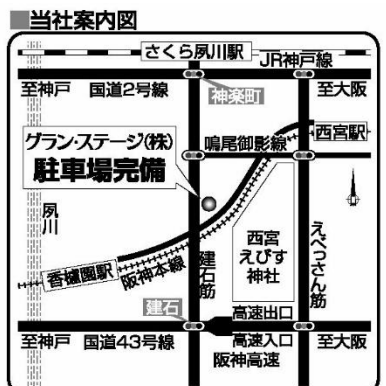 ■当社案内図
さくら夙川駅
JR神戸線
至神戸 国道2号線
神楽町
至大阪
グラン・ステージ(株)
駐車場完備
鳴尾御影線
西宮駅
夙川
西宮
えびす
神社
えべっさん筋
香櫨園駅
阪神本線
建石筋
建石
高速出口
至神戸 国道43号線
高速入口
至大阪
阪神高速